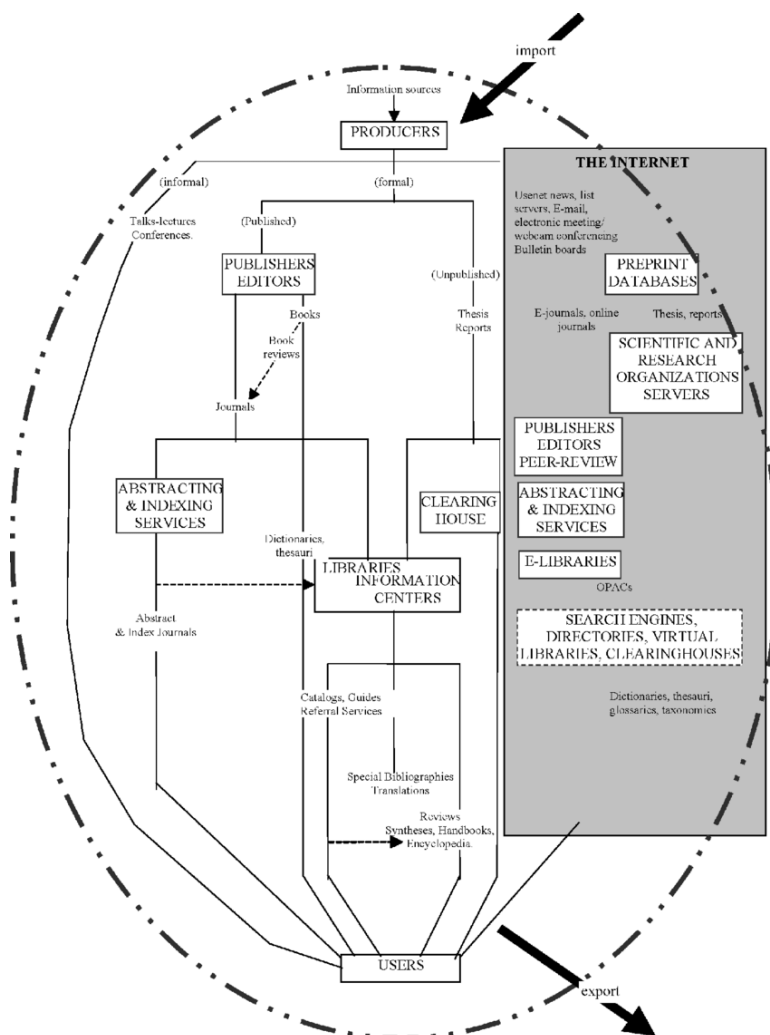 import
Information sources
PRODUCERS
THE INTERNET
(informal)
(formal)
Usenet news, list
servers, E-mail,
electronic meeting/
webcam conferencing
Bulletin boards
Talks-lectures
Conferences.
(Published)
PUBLISHERS
EDITORS
(Unpublished)
PREPRINT
DATABASES
Books
Thesis
Reports
E-journals, online
journals
Thesis, reports
Book
reviews
SCIENTIFIC AND
RESEARCH
ORGANIZATIONS
SERVERS
Journals
PUBLISHERS
EDITORS
PEER-REVIEW
ABSTRACTING
& INDEXING
SERVICES
CLEARING
HOUSE
ABSTRACTING
& INDEXING
SERVICES
Dictionaries,
thesauri
LIBRARIES
INFORMATION
CENTERS
E-LIBRARIES
OPACs
Abstract
& Index Journals
SEARCH ENGINES,
DIRECTORIES, VIRTUAL
LIBRARIES, CLEARINGHOUSES
Catalogs, Guides
Referral Services
Dictionaries, thesauri,
glossaries, taxonomies
Special Bibliographies
Translations
Reviews
Syntheses, Handbooks,
Encyclopedia.
USERS
export